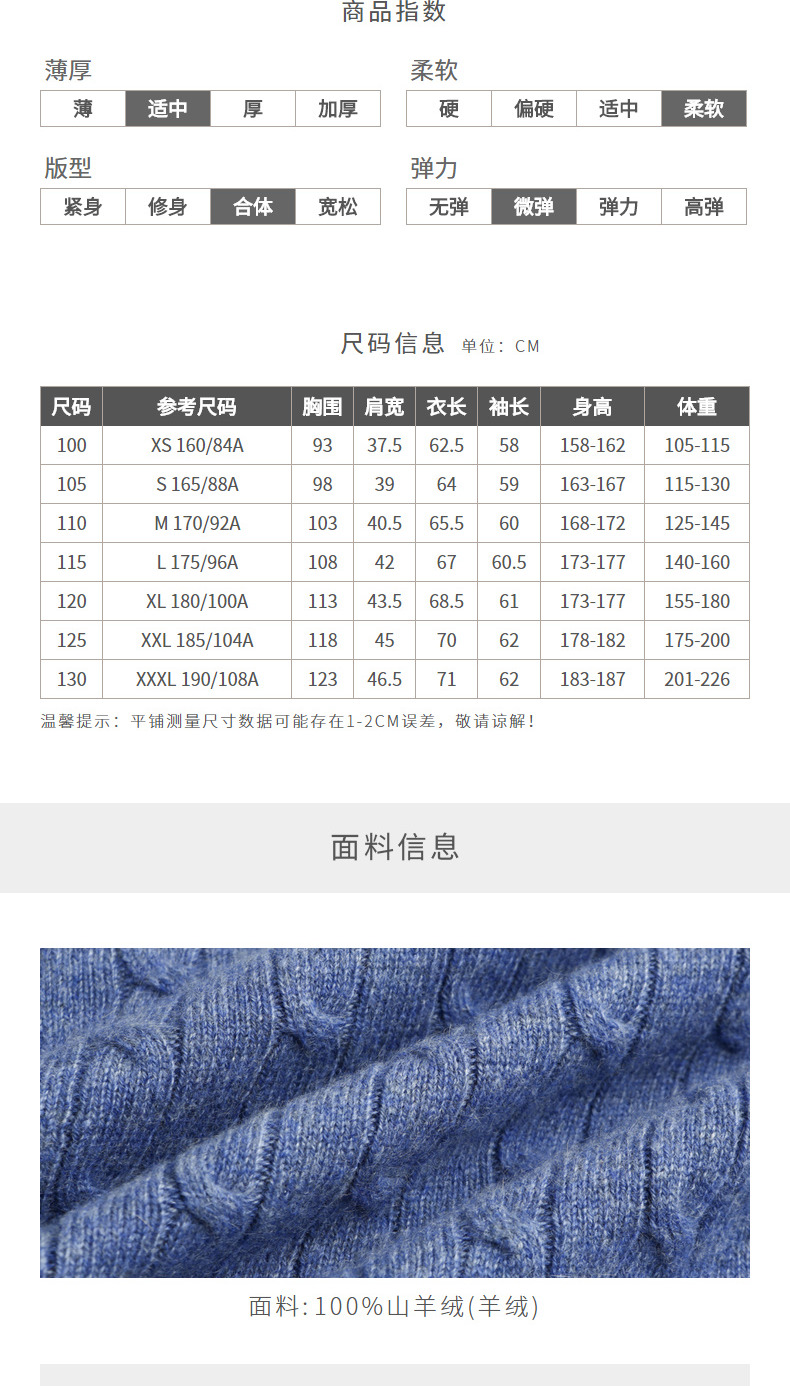 商品指数
薄厚
薄 适中 厚 加厚
柔软
硬 偏硬 适中 柔软
版型
紧身 修身 合体 宽松
弹力
无弹 微弹 弹力 高弹
尺码信息 单位：CM
尺码 参考尺码 胸围 肩宽 衣长 袖长 身高 体重
100 XS 160/84A 93 37.5 62.5 58 158-162 105-115
105 S 165/88A 98 39 64 59 163-167 115-130
110 M 170/92A 103 40.5 65.5 60 168-172 125-145
115 L 175/96A 108 42 67 60.5 173-177 140-160
120 XL 180/100A 113 43.5 68.5 61 173-177 155-180
125 XXL 185/104A 118 45 70 62 178-182 175-200
130 XXXL 190/108A 123 46.5 71 62 183-187 201-226
温馨提示：平铺测量尺寸数据可能存在1-2CM误差，敬请谅解！
面料信息
面料:100%山羊绒(羊绒)